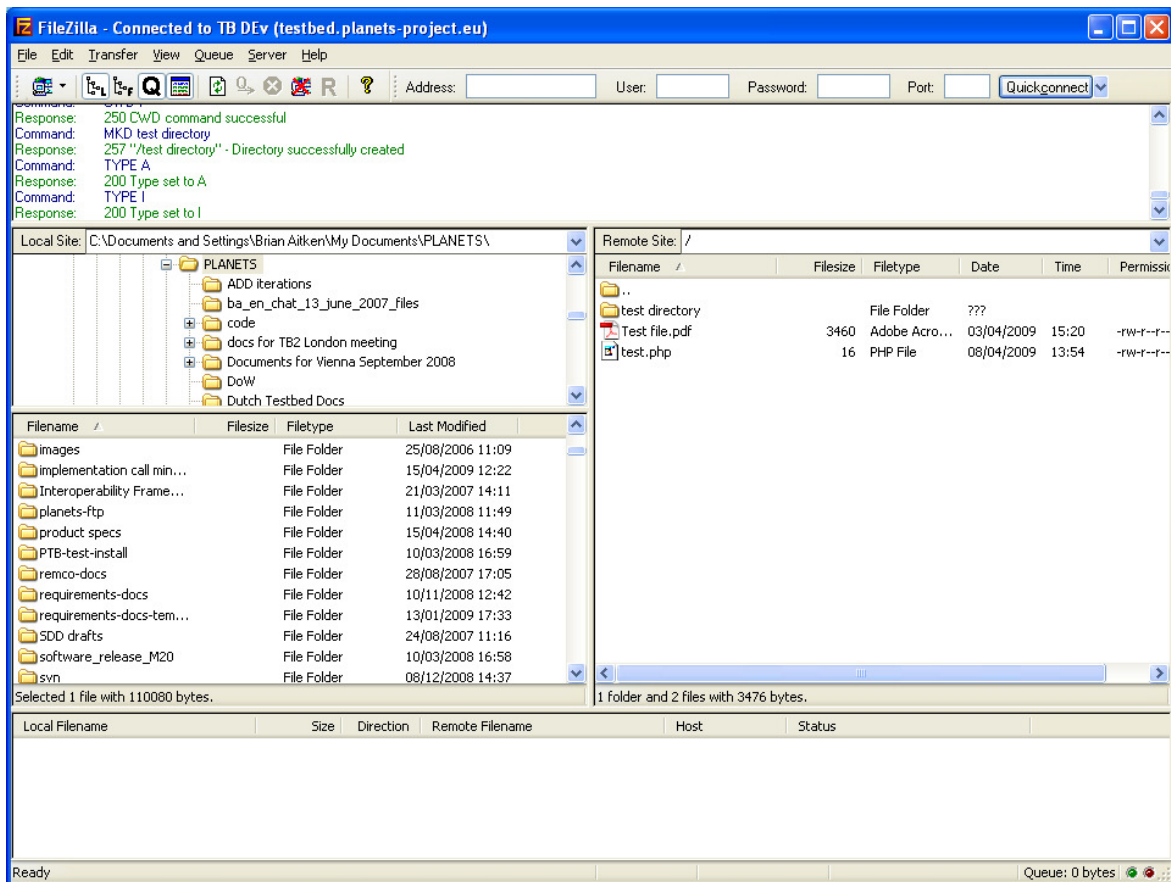 FileZilla - Connected to TB DEv (testbed.planets-project.eu)
File Edit Transfer View Queue Server Help
Address: User: Password: Port: Quickconnect
Response: 250 CWD command successful
Command: MKD test directory
Response: 257 "/test directory" - Directory successfully created
Command: TYPE A
Response: 200 Type set to A
Command: TYPE I
Response: 200 Type set to I
Local Site: C:\Documents and Settings\Brian Aitken\My Documents\PLANETS\
PLANETS
ADD iterations
ba_en_chat_13_june_2007_files
code
docs for TB2 London meeting
Documents for Vienna September 2008
DoW
Dutch Testbed Docs
Filename Filesize Filetype Last Modified
images File Folder 25/08/2006 11:09
implementation call min... File Folder 15/04/2009 12:22
Interoperability Frame... File Folder 21/03/2007 14:11
planets-ftp File Folder 11/03/2008 11:49
product specs File Folder 15/04/2008 14:40
PTB-test-install File Folder 10/03/2008 16:59
remco-docs File Folder 28/08/2007 17:05
requirements-docs File Folder 10/11/2008 12:42
requirements-docs-tem... File Folder 13/01/2009 17:33
SDD drafts File Folder 24/08/2007 11:16
software_release_M20 File Folder 10/03/2008 16:58
svn File Folder 08/12/2008 14:37
Selected 1 file with 110080 bytes.
Remote Site: /
Filename Filesize Filetype Date Time Permissic
..
test directory File Folder ???
Test file.pdf 3460 Adobe Acro... 03/04/2009 15:20 -rw-r--r--
test.php 16 PHP File 08/04/2009 13:54 -rw-r--r--
1 folder and 2 files with 3476 bytes.
Local Filename Size Direction Remote Filename Host Status
Ready Queue: 0 bytes